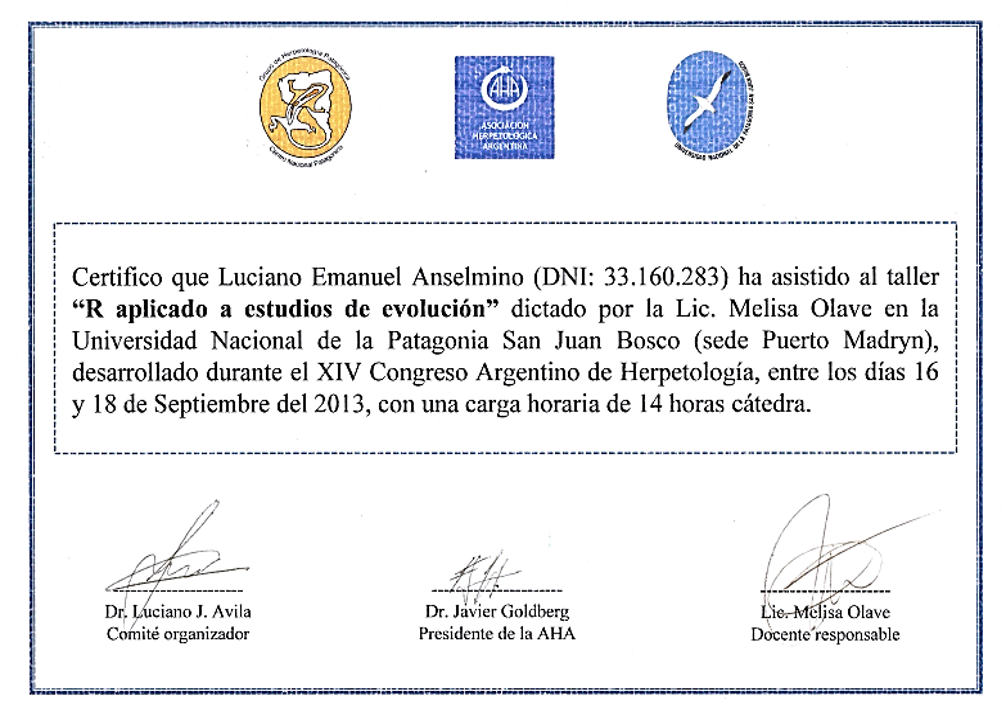 Grupo de Herpetología Patagónica
Centro Nacional Patagónico
AHA
ASOCIACION
HERPETOLOGICA
ARGENTINA
UNIVERSIDAD NACIONAL DE LA PATAGONIA SAN JUAN BOSCO
Certifico que Luciano Emanuel Anselmino (DNI: 33.160.283) ha asistido al taller
“R aplicado a estudios de evolución” dictado por la Lic. Melisa Olave en la
Universidad Nacional de la Patagonia San Juan Bosco (sede Puerto Madryn),
desarrollado durante el XIV Congreso Argentino de Herpetología, entre los días 16
y 18 de Septiembre del 2013, con una carga horaria de 14 horas cátedra.
Dr. Luciano J. Avila
Comité organizador
Dr. Javier Goldberg
Presidente de la AHA
Lic. Melisa Olave
Docente responsable